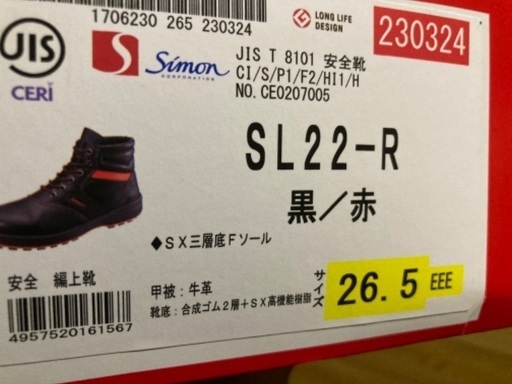 1706230 265 230324
LONG LIFE
DESIGN
230324
JIS
CERI
S
Simon
CORPORATION
JIS T 8101 安全靴
CI/S/P1/F2/H11/H
NO. CE0207005
SL22-R
黒/赤
◆SX三層底Fソール
安全 編上靴
甲被:牛革
靴底:合成ゴム2層+SX高機能樹脂
サイズ
26.5
EEE
4957520161567